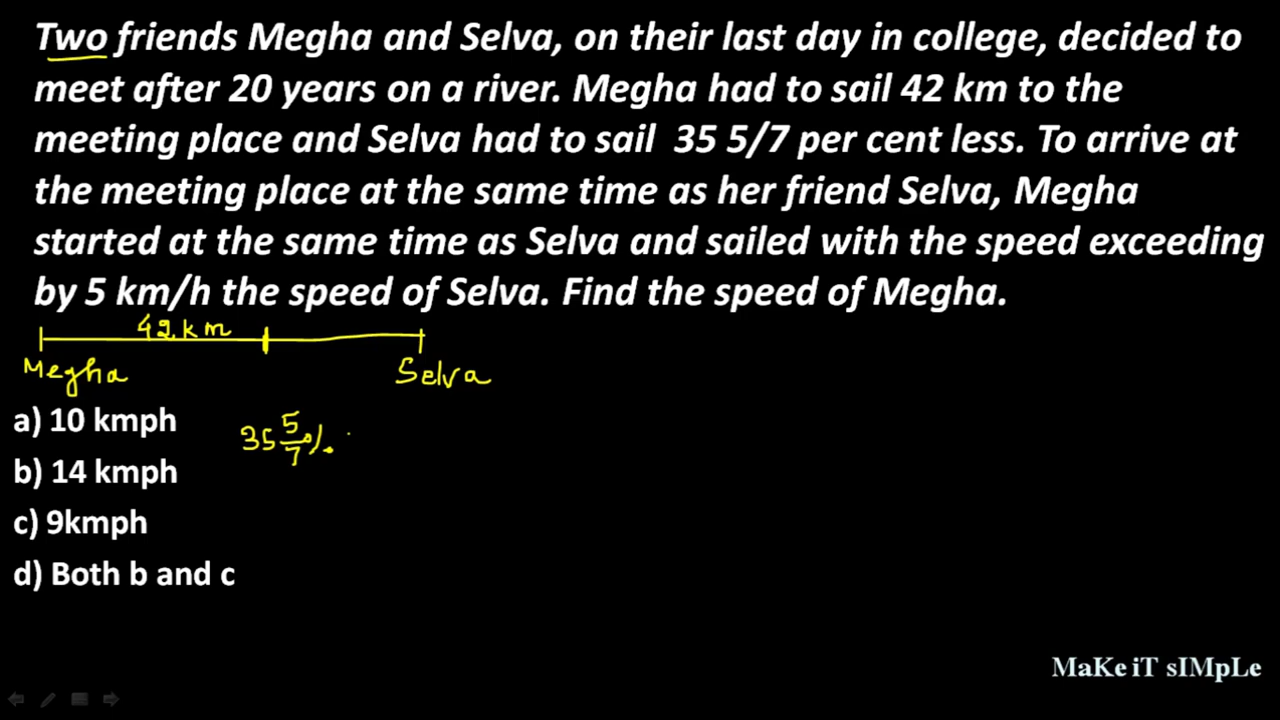 Two friends Megha and Selva, on their last day in college, decided to
meet after 20 years on a river. Megha had to sail 42 km to the
meeting place and Selva had to sail 35 5/7 per cent less. To arrive at
the meeting place at the same time as her friend Selva, Megha
started at the same time as Selva and sailed with the speed exceeding
by 5 km/h the speed of Selva. Find the speed of Megha.
42 km
Megha Selva
a) 10 kmph
35 5/7 %
b) 14 kmph
c) 9kmph
d) Both b and c
MaKe iT sIMpLe